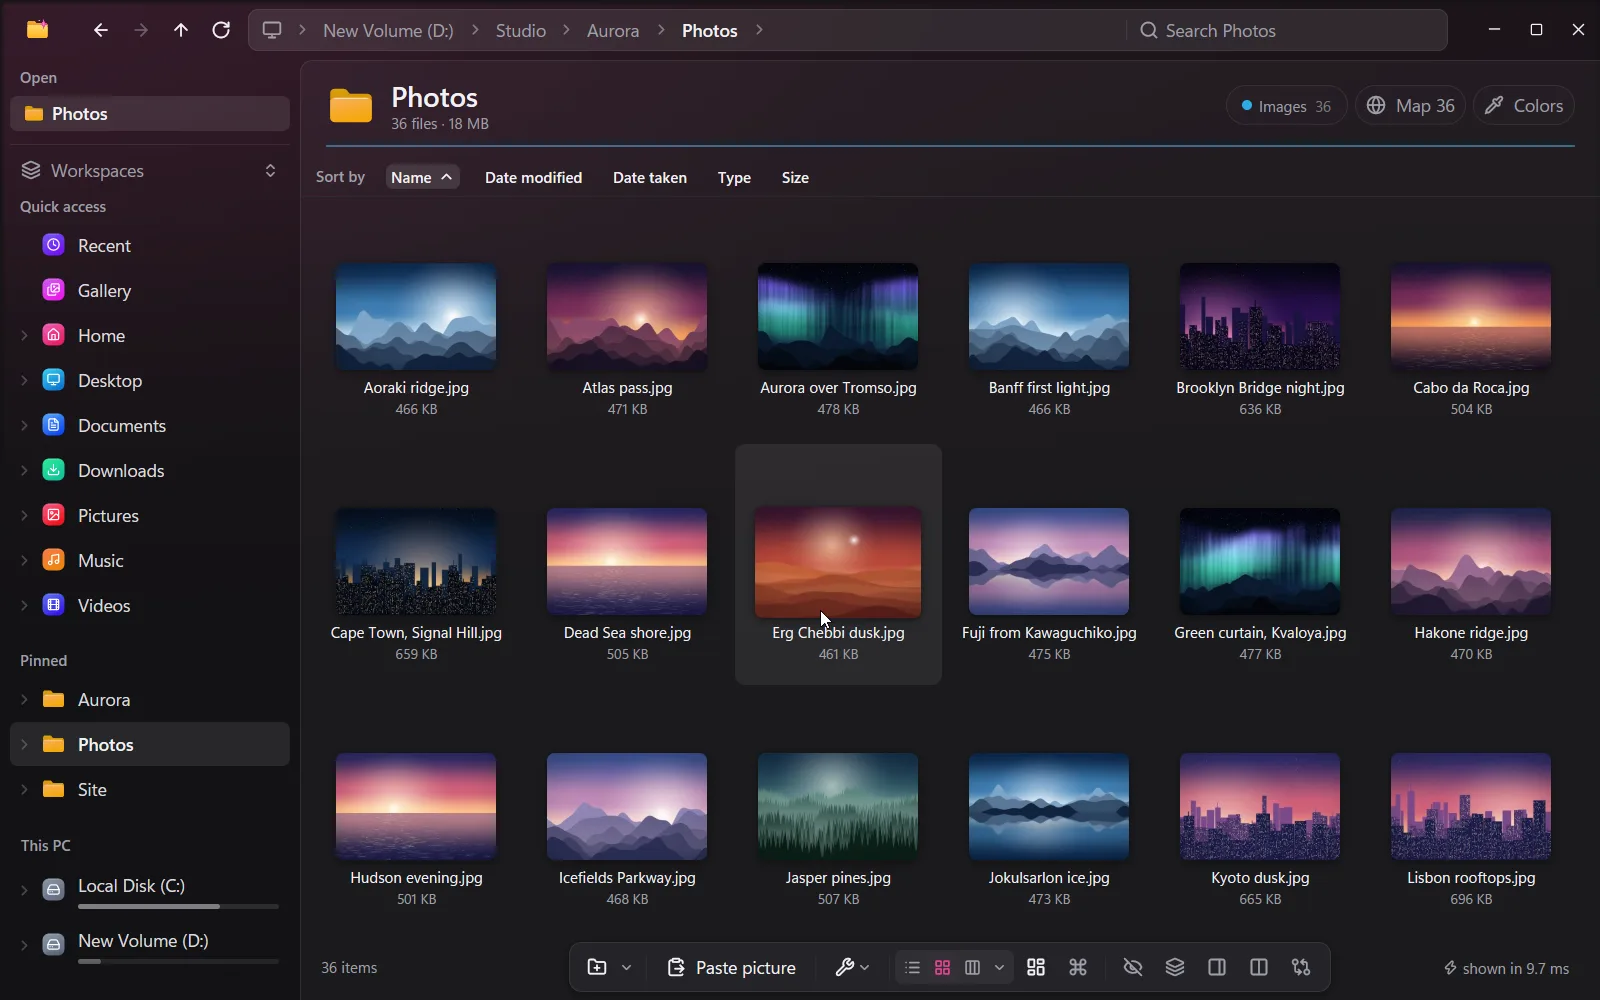 New Volume (D:)
Studio
Aurora
Photos
Search Photos
Open
Photos
Workspaces
Quick access
Recent
Gallery
Home
Desktop
Documents
Downloads
Pictures
Music
Videos
Pinned
Aurora
Photos
Site
This PC
Local Disk (C:)
New Volume (D:)
Photos
36 files · 18 MB
Images 36
Map 36
Colors
Sort by
Name
Date modified
Date taken
Type
Size
Aoraki ridge.jpg
466 KB
Atlas pass.jpg
471 KB
Aurora over Tromso.jpg
478 KB
Banff first light.jpg
466 KB
Brooklyn Bridge night.jpg
636 KB
Cabo da Roca.jpg
504 KB
Cape Town, Signal Hill.jpg
659 KB
Dead Sea shore.jpg
505 KB
Erg Chebbi dusk.jpg
461 KB
Fuji from Kawaguchiko.jpg
475 KB
Green curtain, Kvaloya.jpg
477 KB
Hakone ridge.jpg
470 KB
Hudson evening.jpg
501 KB
Icefields Parkway.jpg
468 KB
Jasper pines.jpg
507 KB
Jokulsarlon ice.jpg
473 KB
Kyoto dusk.jpg
665 KB
Lisbon rooftops.jpg
696 KB
36 items
Paste picture
shown in 9.7 ms